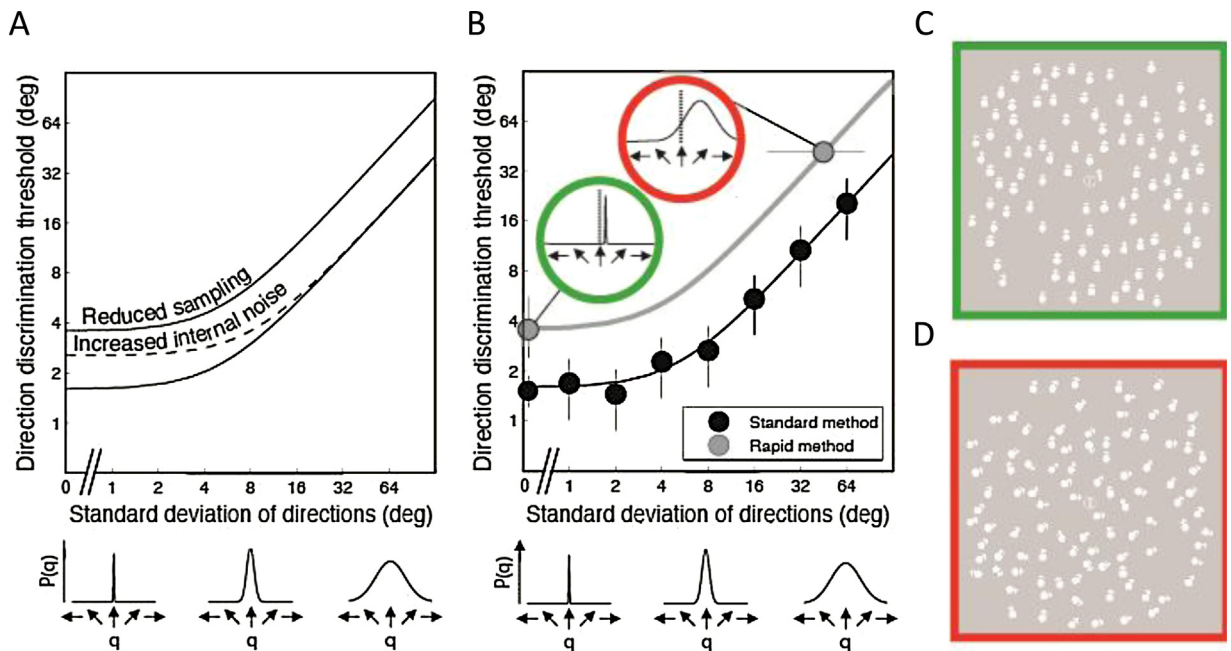 A
B
C
D
Direction discrimination threshold (deg)
64
32
16
8
4
2
1
Reduced sampling
Increased internal noise
0 1 2 4 8 16 32 64
Standard deviation of directions (deg)
P(q)
q
Direction discrimination threshold (deg)
64
32
16
8
4
2
1
Standard method
Rapid method
0 1 2 4 8 16 32 64
Standard deviation of directions (deg)
P(q)
q